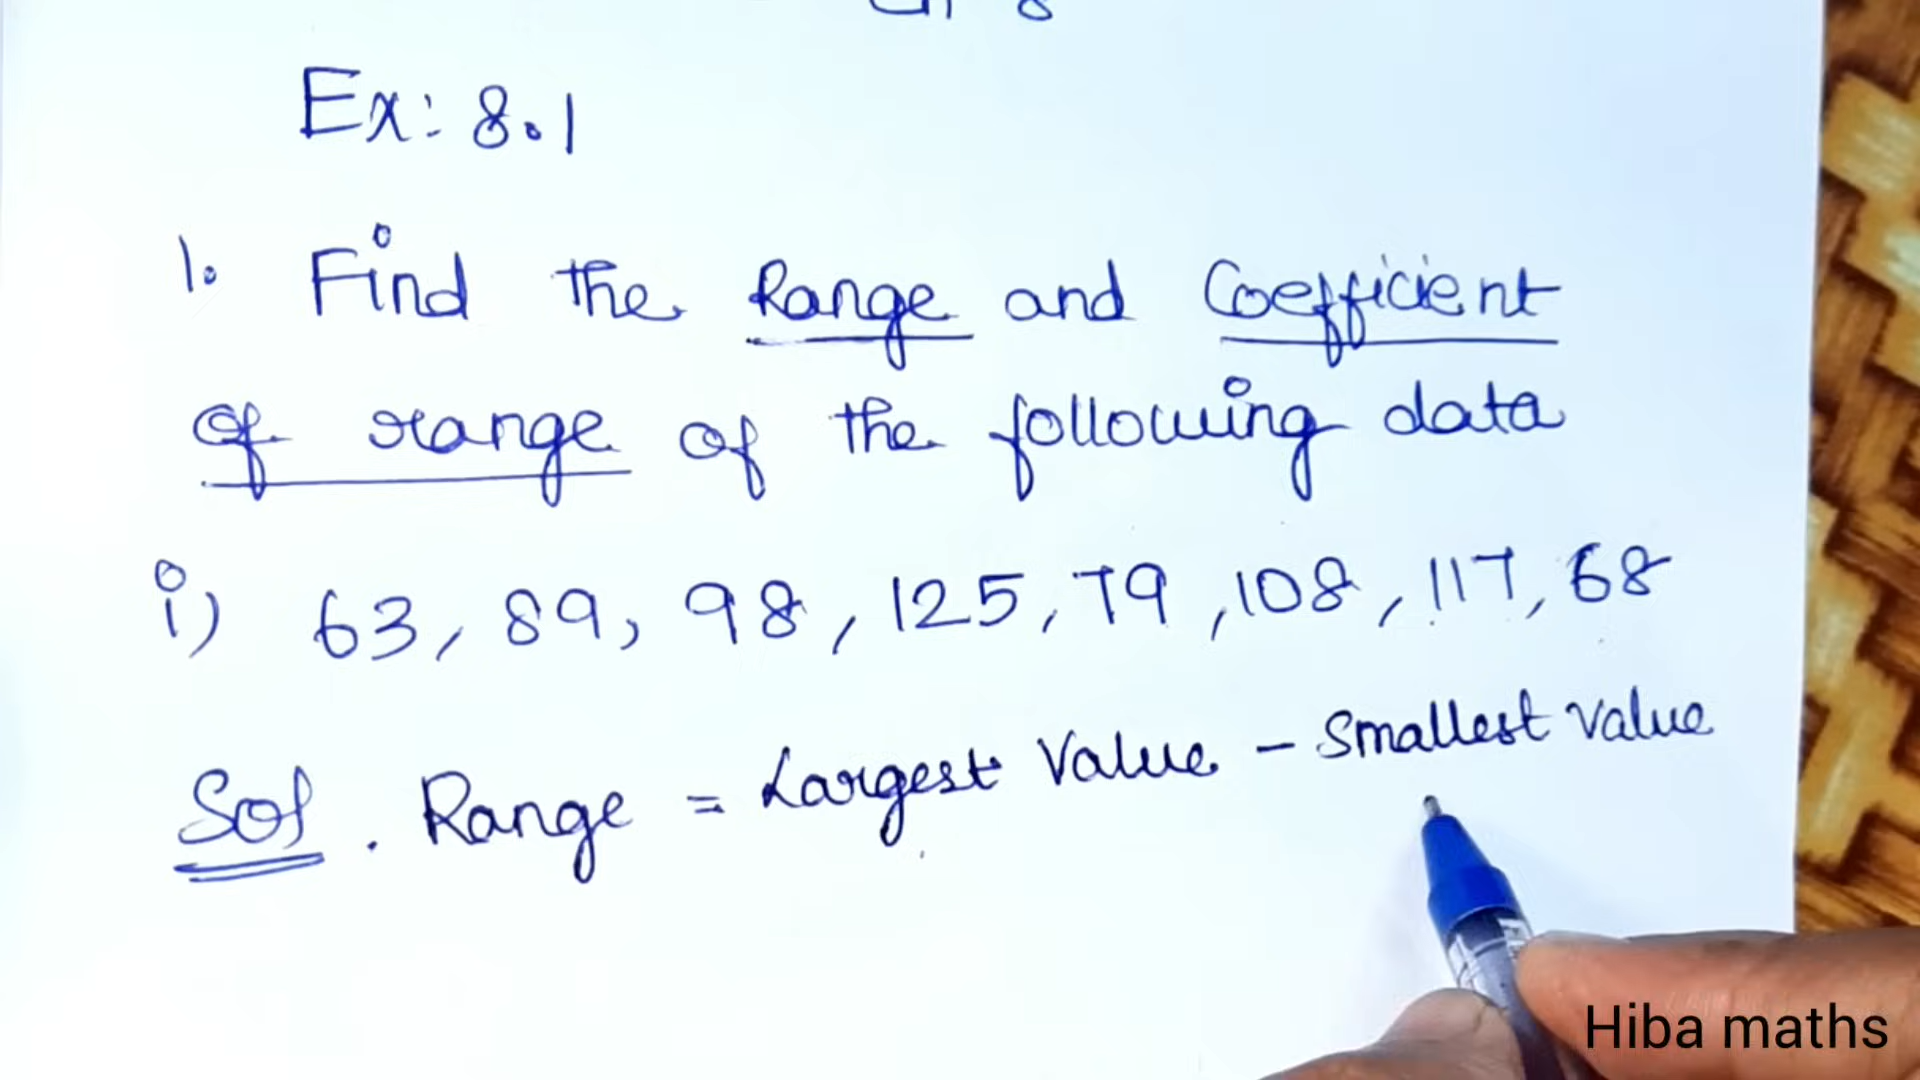 Ex: 8.1
1. Find the Range and Coefficient
of range of the following data
i) 63, 89, 98, 125, 79, 108, 117, 68
Sol. Range = Largest Value - Smallest value
Hiba maths